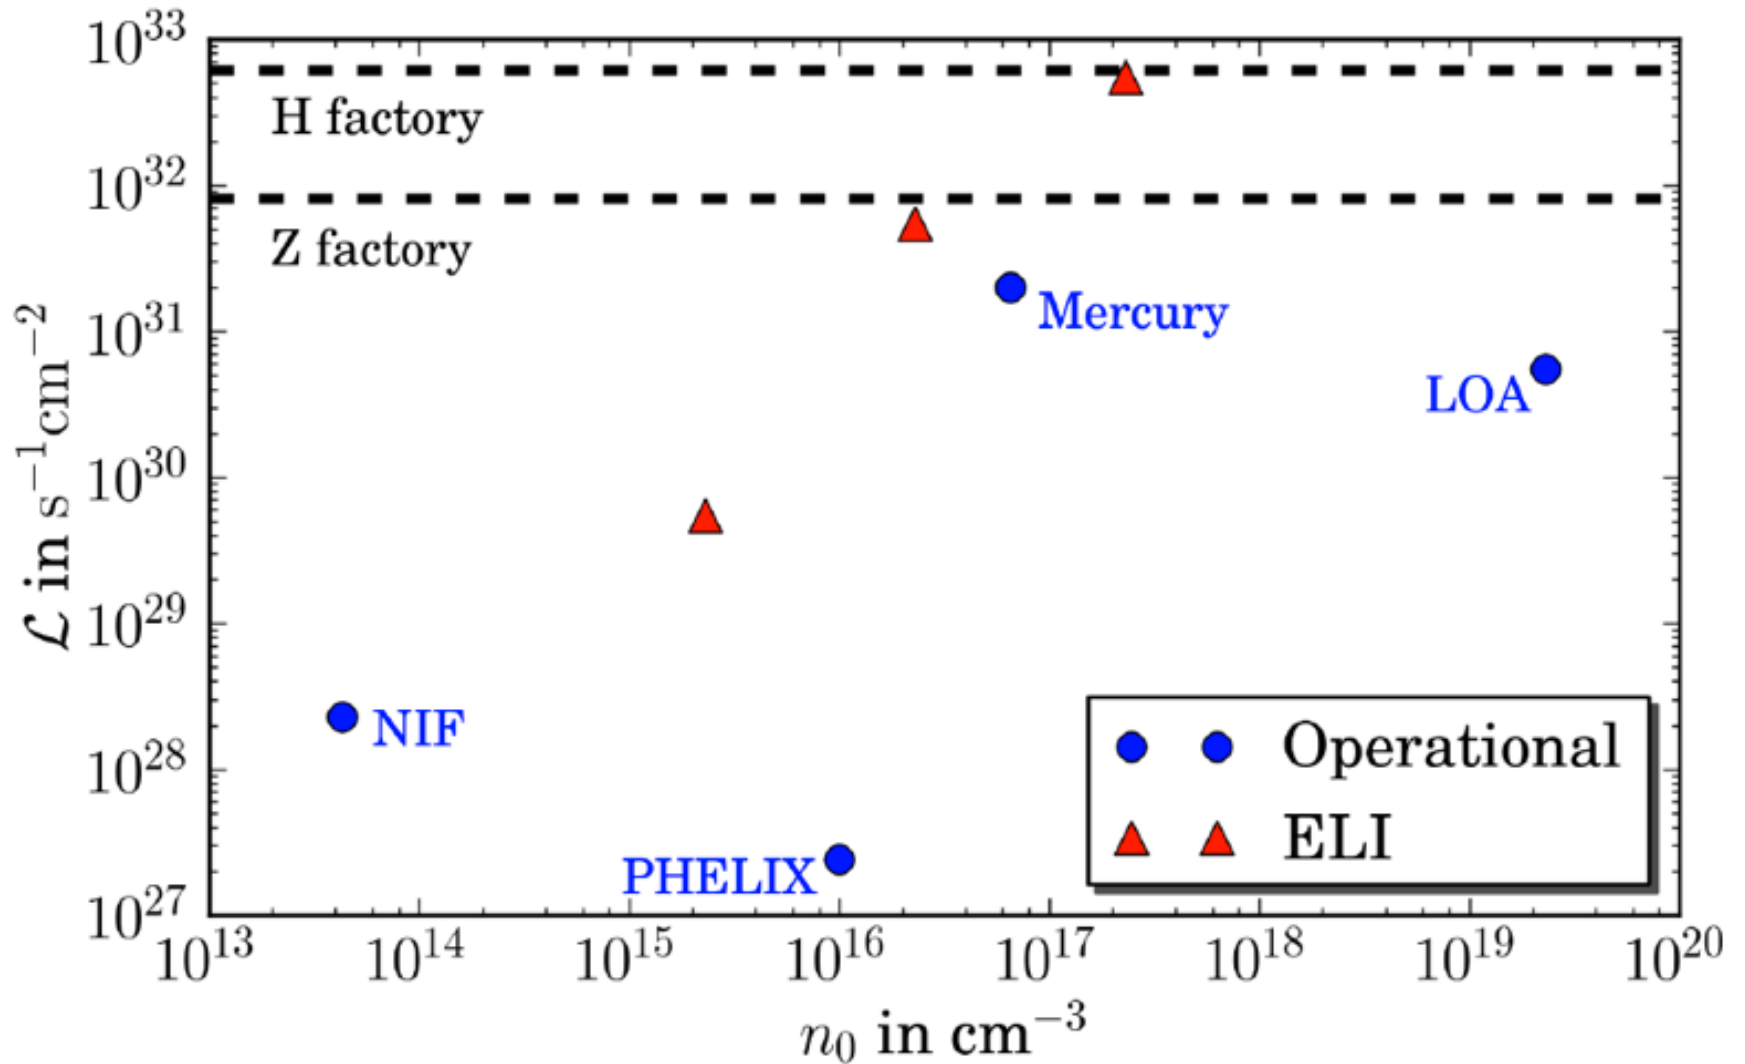 10^33
H factory
10^32
Z factory
10^31
Mercury
LOA
10^30
10^29
NIF
10^28
PHELIX
10^27
ℒ in s^−1cm^−2
Operational
ELI
10^13 10^14 10^15 10^16 10^17 10^18 10^19 10^20
n_0 in cm^−3